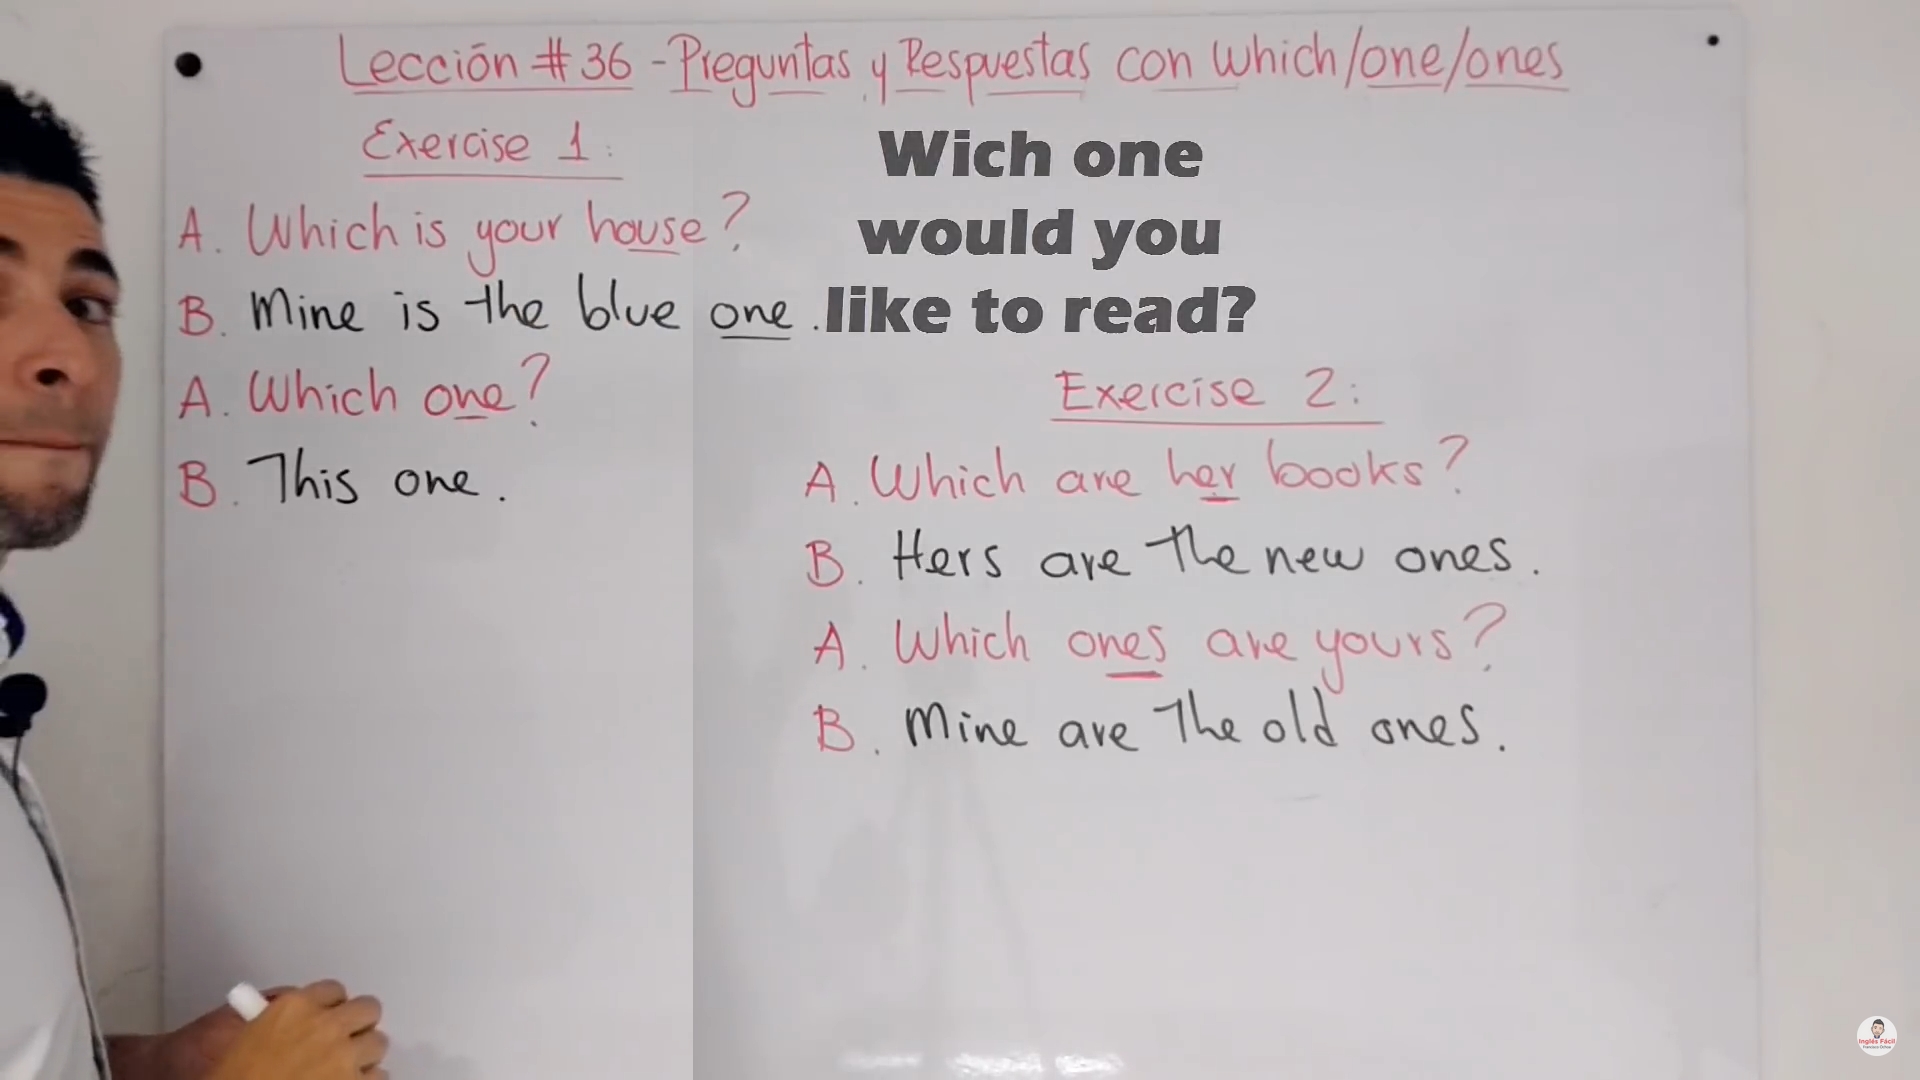 Lección # 36 - Preguntas y Respuestas con Which/one/ones
Exercise 1:
A. Which is your house?
B. Mine is the blue one.
A. Which one?
B. This one.
Wich one
would you
like to read?
Exercise 2:
A. Which are her books?
B. Hers are the new ones.
A. Which ones are yours?
B. Mine are the old ones.
Inglés Fácil